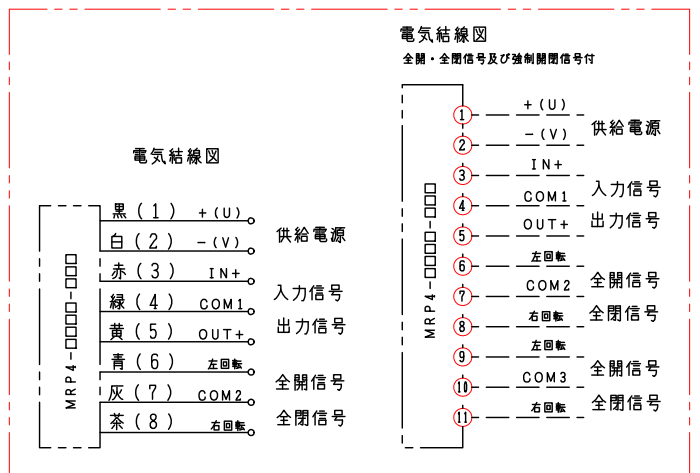 電気結線図
黒(1) +(U)
白(2) -(V)
供給電源
赤(3) IN+
緑(4) COM1
入力信号
黄(5) OUT+
出力信号
青(6) 左回転
灰(7) COM2
全開信号
茶(8) 右回転
全閉信号
MRP4-□□□□-□□□
電気結線図
全開・全閉信号及び強制開閉信号付
① +(U)
② -(V)
供給電源
③ IN+
④ COM1
入力信号
⑤ OUT+
出力信号
⑥ 左回転
⑦ COM2
全開信号
⑧ 右回転
全閉信号
⑨ 左回転
⑩ COM3
全開信号
⑪ 右回転
全閉信号
MRP4-□□□□-□□□